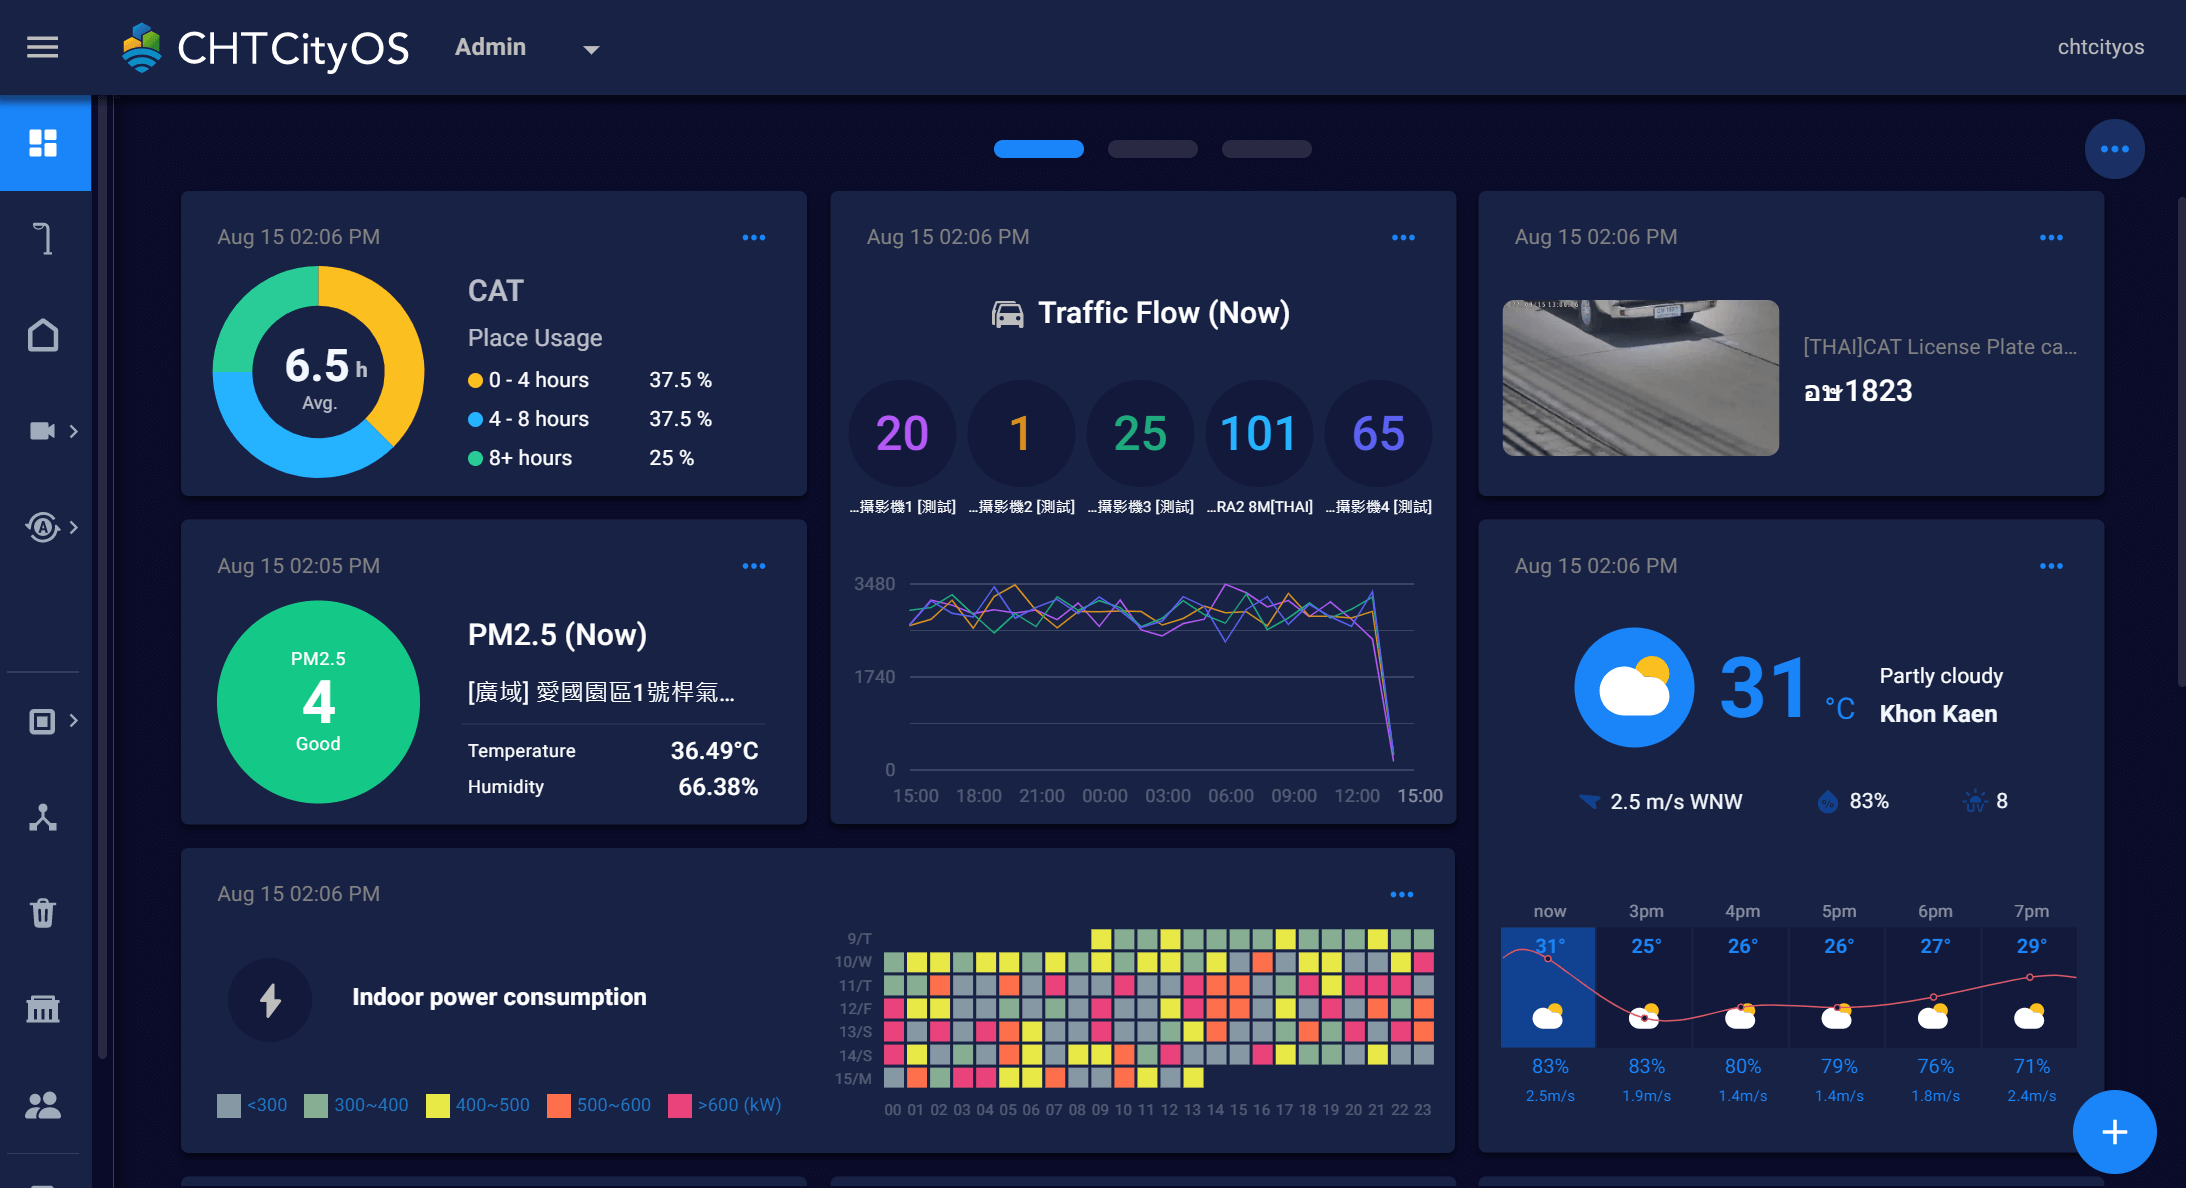 CHTCityOS
Admin
chtcityos
Aug 15 02:06 PM
6.5 h
Avg.
CAT
Place Usage
0 - 4 hours 37.5 %
4 - 8 hours 37.5 %
8+ hours 25 %
Aug 15 02:06 PM
Traffic Flow (Now)
20 1 25 101 65
...攝影機1 [測試] ...攝影機2 [測試] ...攝影機3 [測試] ...RA2 8M[THAI] ...攝影機4 [測試]
3480
1740
0
15:00 18:00 21:00 00:00 03:00 06:00 09:00 12:00 15:00
Aug 15 02:06 PM
[THAI]CAT License Plate ca...
อษ1823
Aug 15 02:05 PM
PM2.5
4
Good
PM2.5 (Now)
[廣域] 愛國園區1號桿氣...
Temperature 36.49°C
Humidity 66.38%
Aug 15 02:06 PM
31 °C
Partly cloudy
Khon Kaen
2.5 m/s WNW 83% UV 8
now 3pm 4pm 5pm 6pm 7pm
31° 25° 26° 26° 27° 29°
83% 83% 80% 79% 76% 71%
2.5m/s 1.9m/s 1.4m/s 1.4m/s 1.8m/s 2.4m/s
Aug 15 02:06 PM
Indoor power consumption
<300 300~400 400~500 500~600 >600 (kW)
9/T
10/W
11/T
12/F
13/S
14/S
15/M
00 01 02 03 04 05 06 07 08 09 10 11 12 13 14 15 16 17 18 19 20 21 22 23